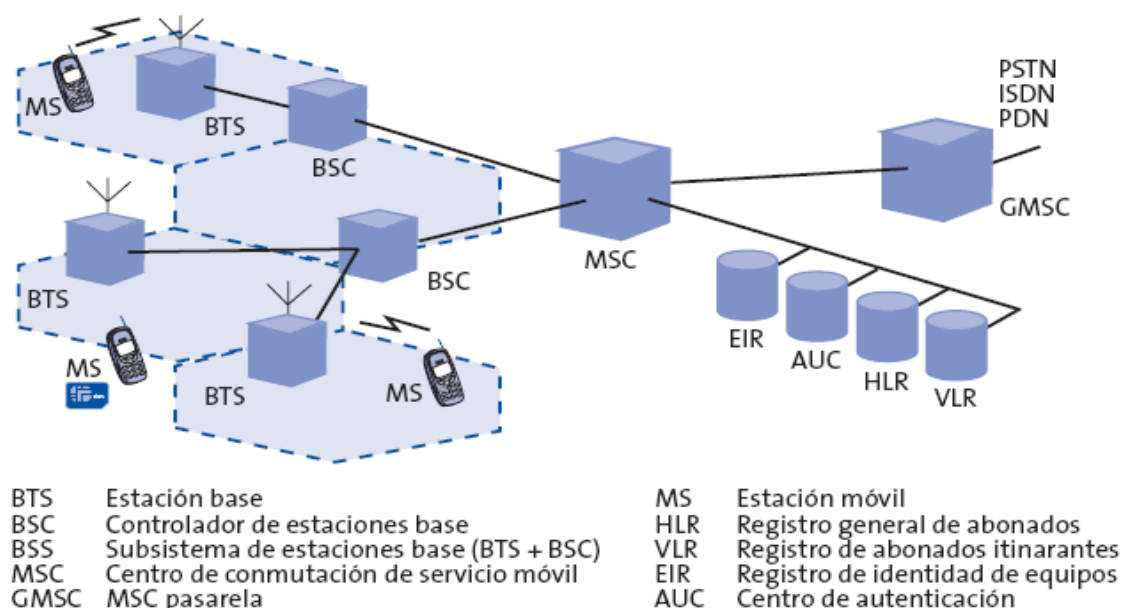 MS
BTS
BSC
PSTN
ISDN
PDN
GMSC
MSC
BTS
BSC
EIR
AUC
HLR
VLR
MS
BTS
MS
BTS Estación base
BSC Controlador de estaciones base
BSS Subsistema de estaciones base (BTS + BSC)
MSC Centro de conmutación de servicio móvil
GMSC MSC pasarela
MS Estación móvil
HLR Registro general de abonados
VLR Registro de abonados itinarantes
EIR Registro de identidad de equipos
AUC Centro de autenticación